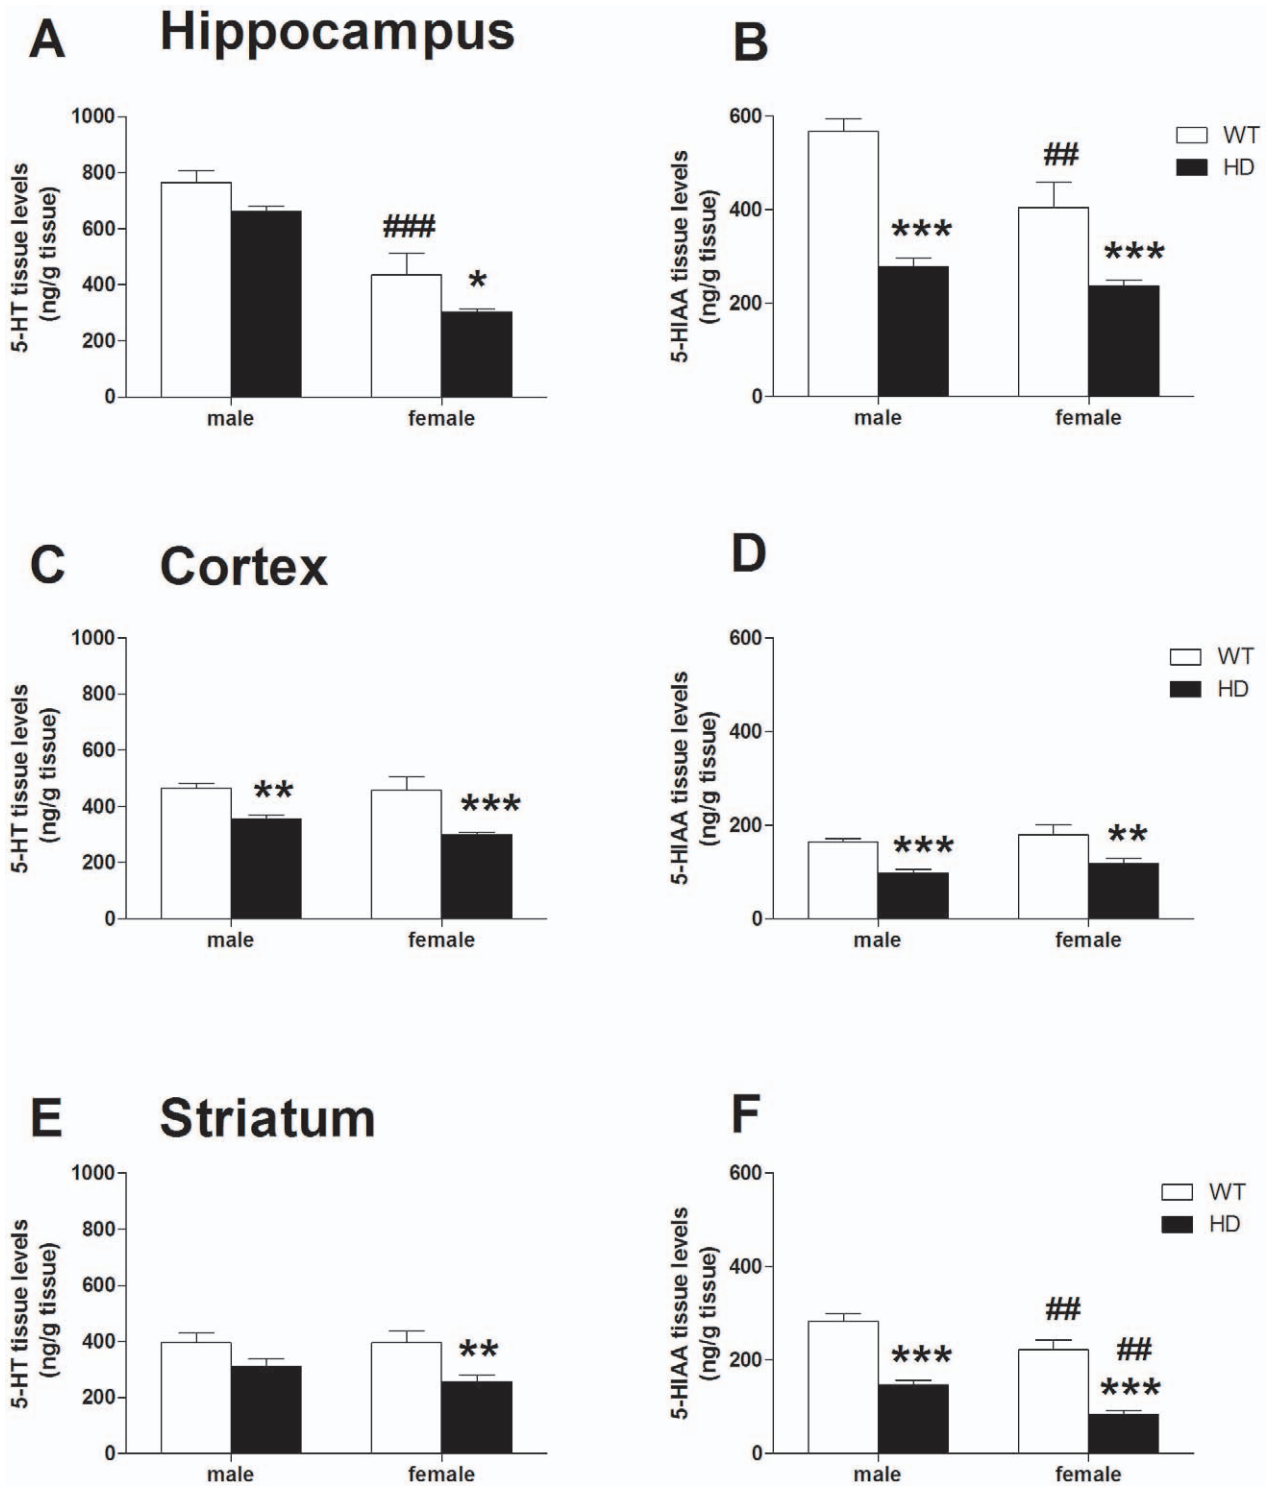 A Hippocampus
1000
800
600
400
200
0
5-HT tissue levels
(ng/g tissue)
###
*
male female
B
600
400
200
0
5-HIAA tissue levels
(ng/g tissue)
***
##
***
male female
WT
HD
C Cortex
1000
800
600
400
200
0
5-HT tissue levels
(ng/g tissue)
**
***
male female
D
600
400
200
0
5-HIAA tissue levels
(ng/g tissue)
***
**
male female
WT
HD
E Striatum
1000
800
600
400
200
0
5-HT tissue levels
(ng/g tissue)
**
male female
F
600
400
200
0
5-HIAA tissue levels
(ng/g tissue)
***
##
##
***
male female
WT
HD